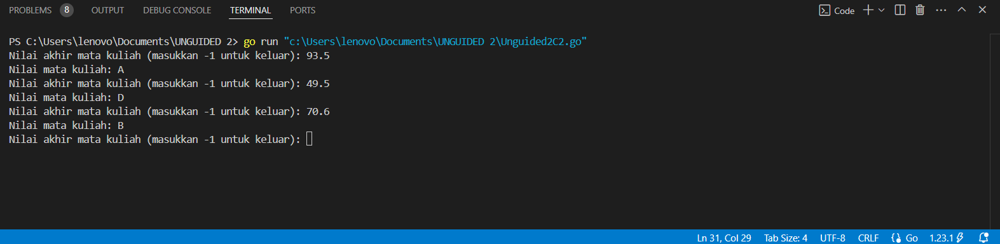 PROBLEMS 8 OUTPUT DEBUG CONSOLE TERMINAL PORTS Code
PS C:\Users\lenovo\Documents\UNGUIDED 2> go run "c:\Users\lenovo\Documents\UNGUIDED 2\Unguided2C2.go"
Nilai akhir mata kuliah (masukkan -1 untuk keluar): 93.5
Nilai mata kuliah: A
Nilai akhir mata kuliah (masukkan -1 untuk keluar): 49.5
Nilai mata kuliah: D
Nilai akhir mata kuliah (masukkan -1 untuk keluar): 70.6
Nilai mata kuliah: B
Nilai akhir mata kuliah (masukkan -1 untuk keluar):
Ln 31, Col 29 Tab Size: 4 UTF-8 CRLF Go 1.23.1